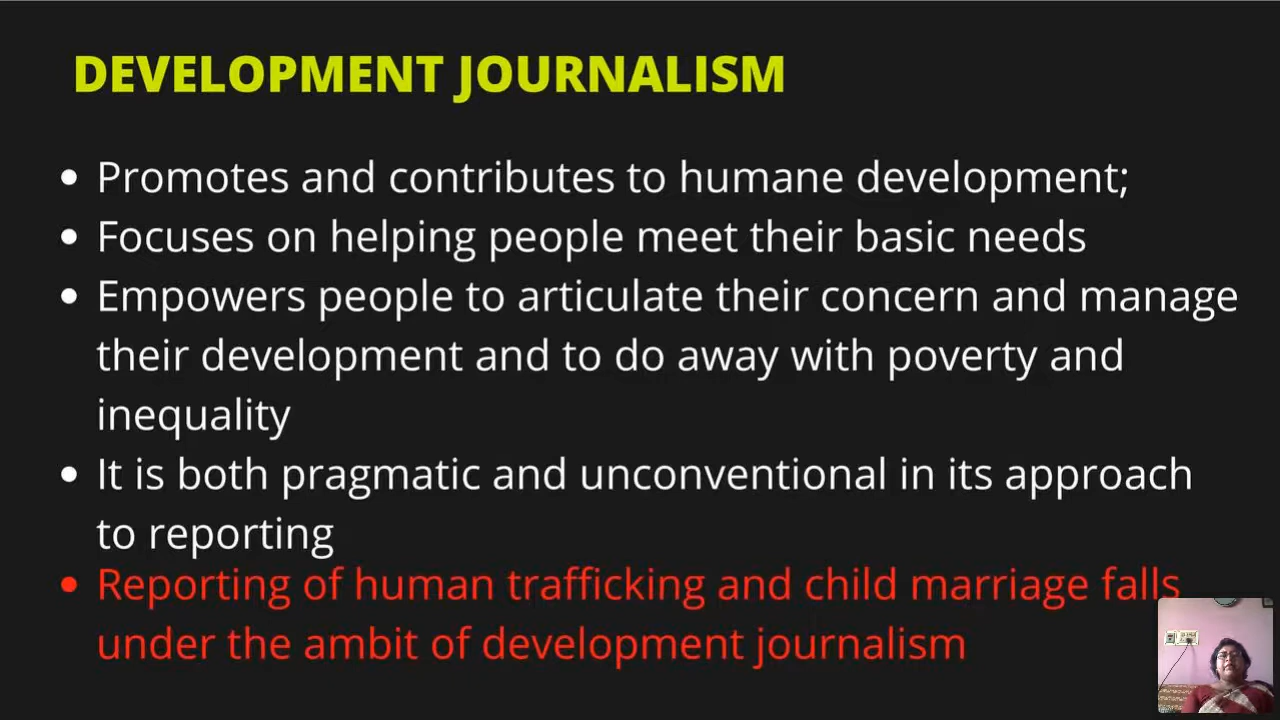 DEVELOPMENT JOURNALISM
• Promotes and contributes to humane development;
• Focuses on helping people meet their basic needs
• Empowers people to articulate their concern and manage
their development and to do away with poverty and
inequality
• It is both pragmatic and unconventional in its approach
to reporting
• Reporting of human trafficking and child marriage falls
under the ambit of development journalism